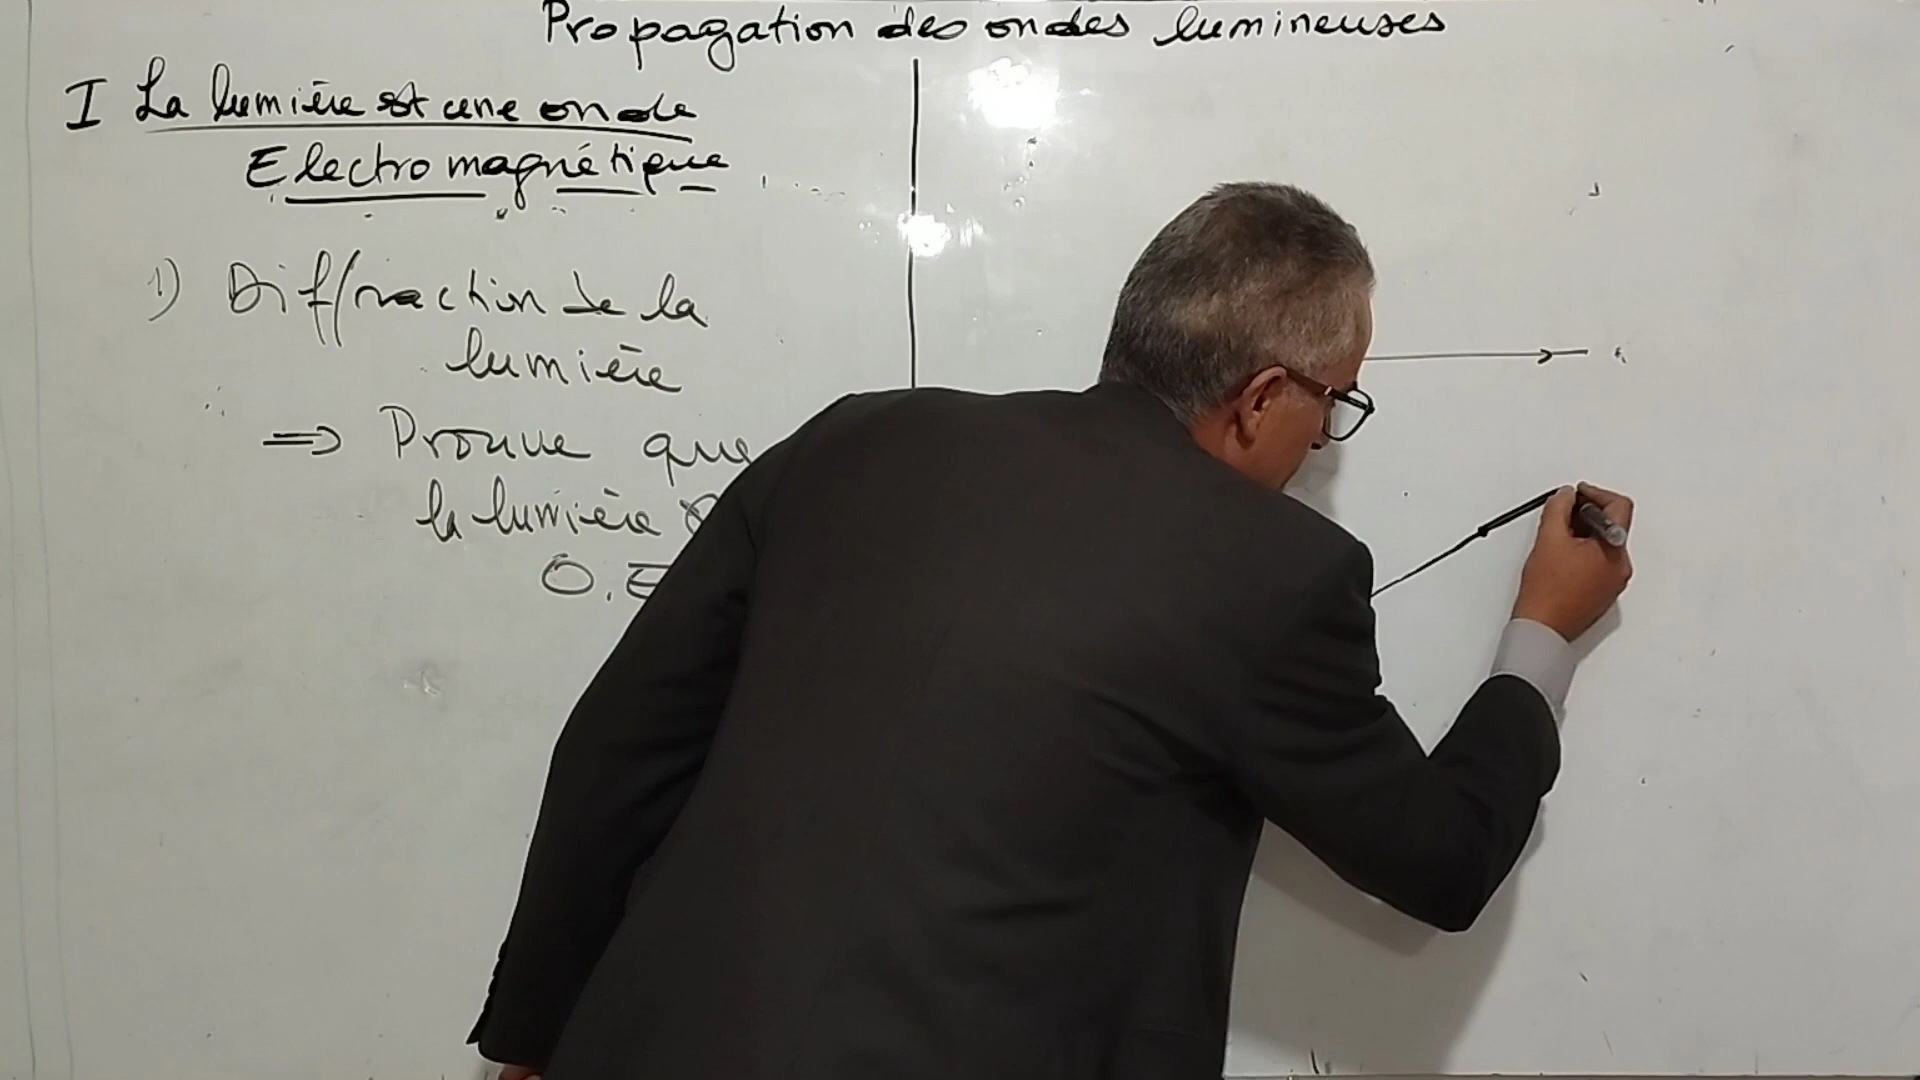 Propagation des ondes lumineuses
I La lumière est une onde
Electromagnétique
1) Diffraction de la
lumière
=> Prouve que
la lumière
O.E